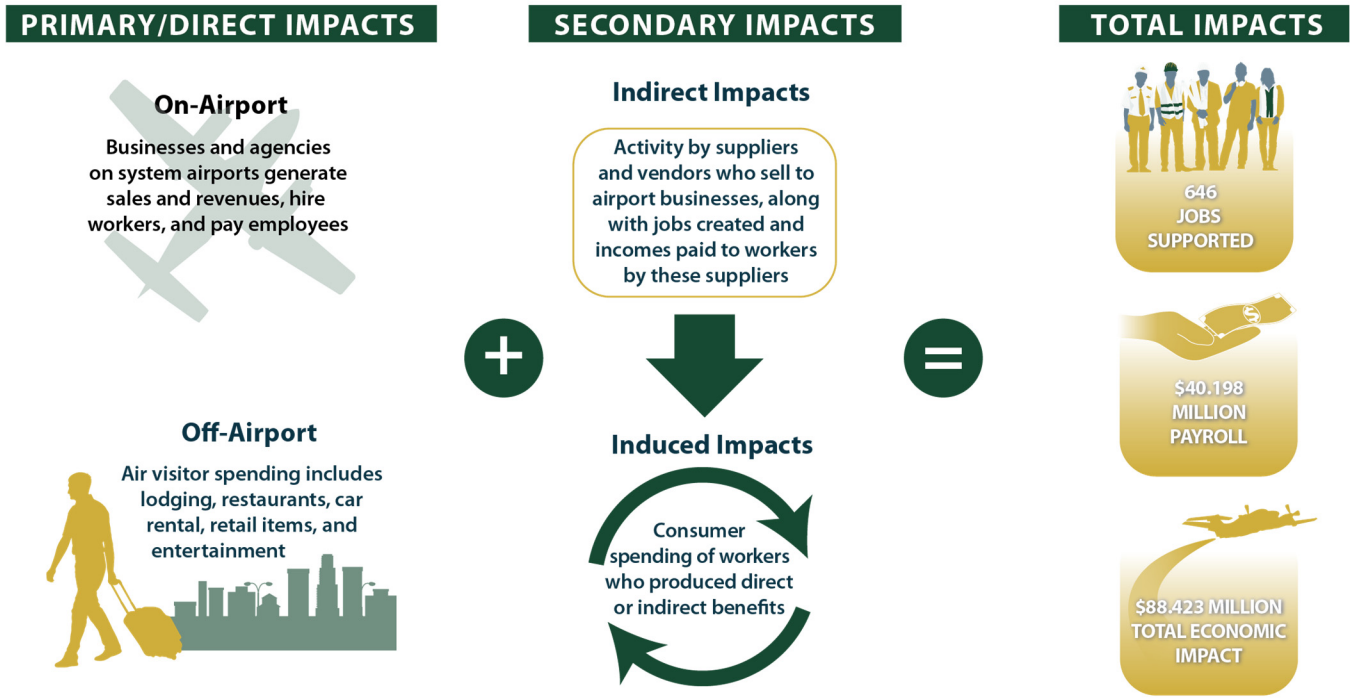 PRIMARY/DIRECT IMPACTS
On-Airport
Businesses and agencies
on system airports generate
sales and revenues, hire
workers, and pay employees
Off-Airport
Air visitor spending includes
lodging, restaurants, car
rental, retail items, and
entertainment
+
SECONDARY IMPACTS
Indirect Impacts
Activity by suppliers
and vendors who sell to
airport businesses, along
with jobs created and
incomes paid to workers
by these suppliers
Induced Impacts
Consumer
spending of workers
who produced direct
or indirect benefits
=
TOTAL IMPACTS
646
JOBS
SUPPORTED
$
$40.198
MILLION
PAYROLL
$88.423 MILLION
TOTAL ECONOMIC
IMPACT